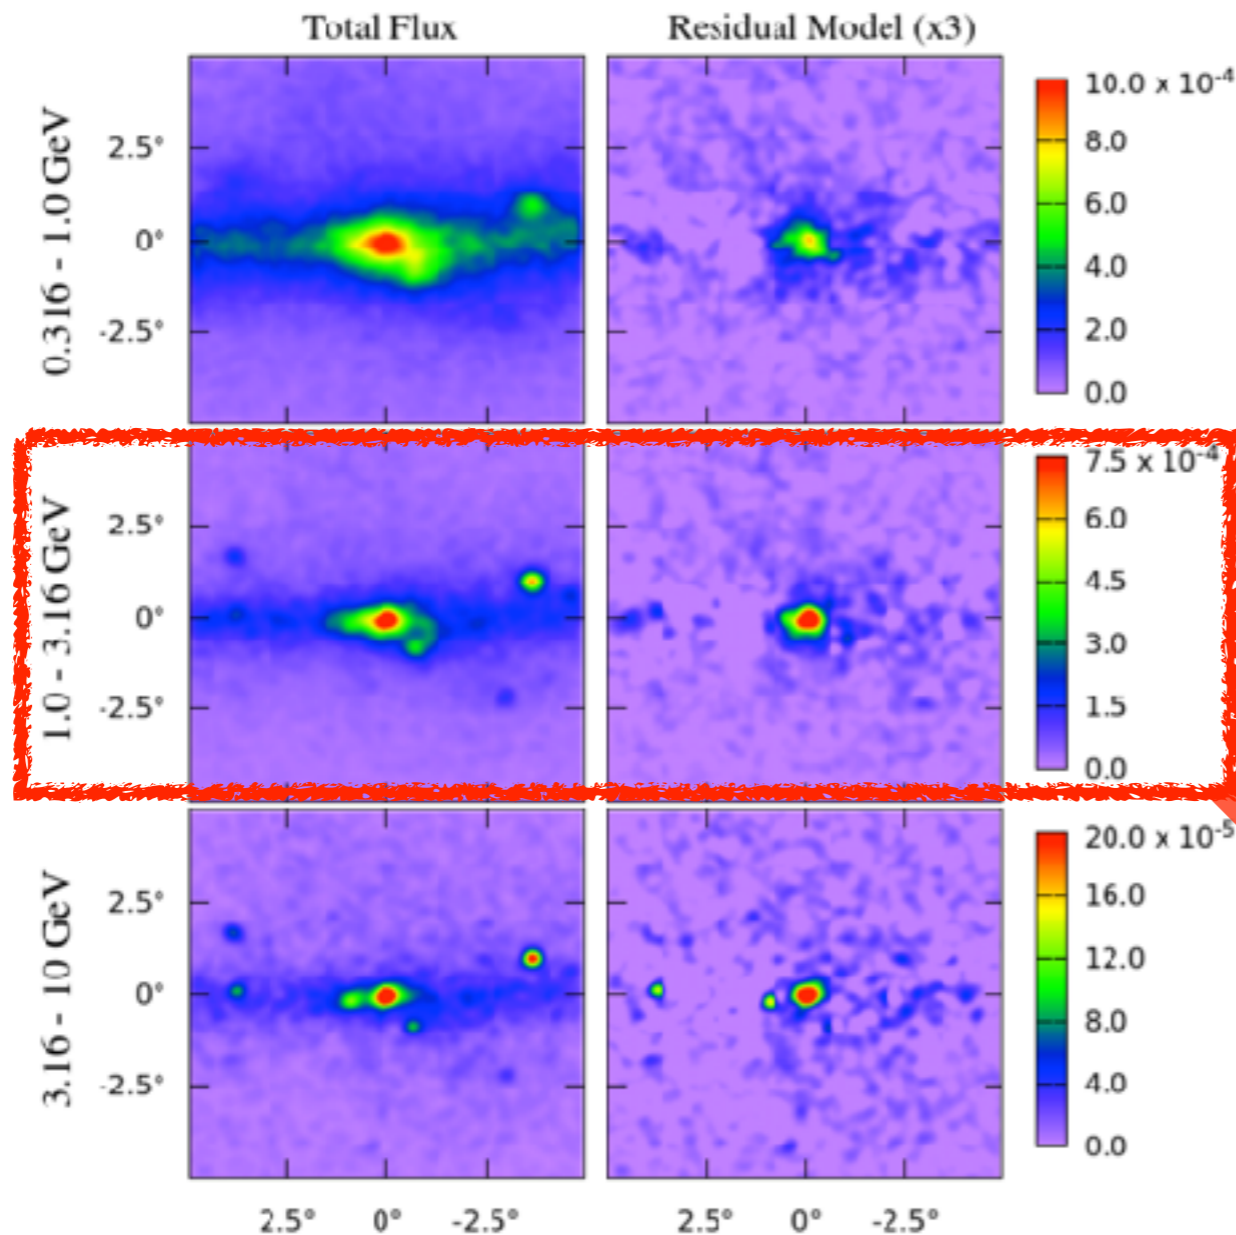 Total Flux
Residual Model (x3)
0.316 - 1.0 GeV
2.5°
0°
-2.5°
10.0 x 10⁻⁴
8.0
6.0
4.0
2.0
0.0
1.0 - 3.16 GeV
2.5°
0°
-2.5°
7.5 x 10⁻⁴
6.0
4.5
3.0
1.5
0.0
3.16 - 10 GeV
2.5°
0°
-2.5°
20.0 x 10⁻⁵
16.0
12.0
8.0
4.0
0.0
2.5° 0° -2.5°
2.5° 0° -2.5°